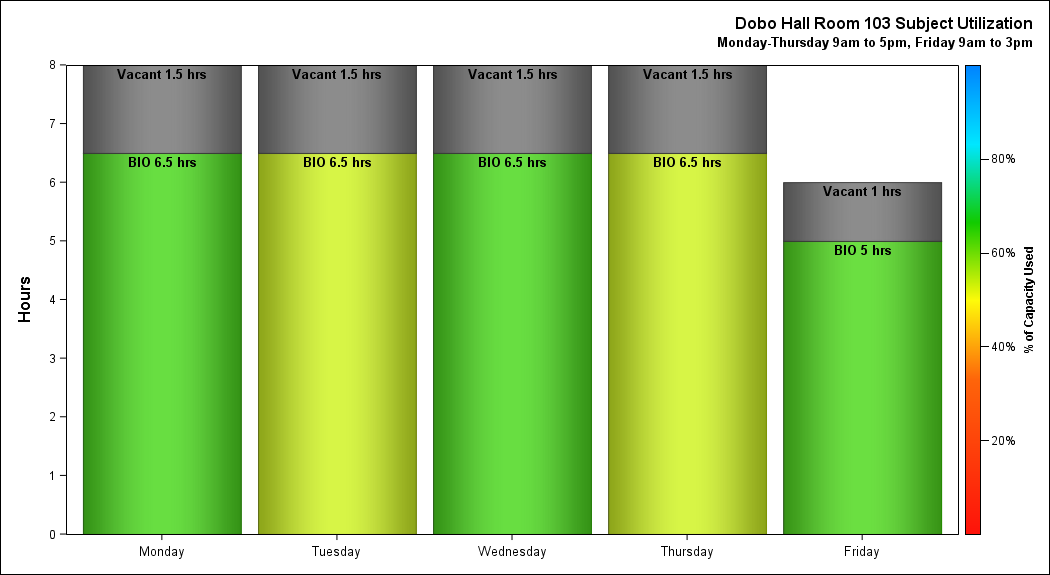 Dobo Hall Room 103 Subject Utilization
Monday-Thursday 9am to 5pm, Friday 9am to 3pm
8
7
6
5
4
3
2
1
0
Hours
Vacant 1.5 hrs
BIO 6.5 hrs
Vacant 1.5 hrs
BIO 6.5 hrs
Vacant 1.5 hrs
BIO 6.5 hrs
Vacant 1.5 hrs
BIO 6.5 hrs
Vacant 1 hrs
BIO 5 hrs
Monday
Tuesday
Wednesday
Thursday
Friday
80%
60%
40%
20%
% of Capacity Used